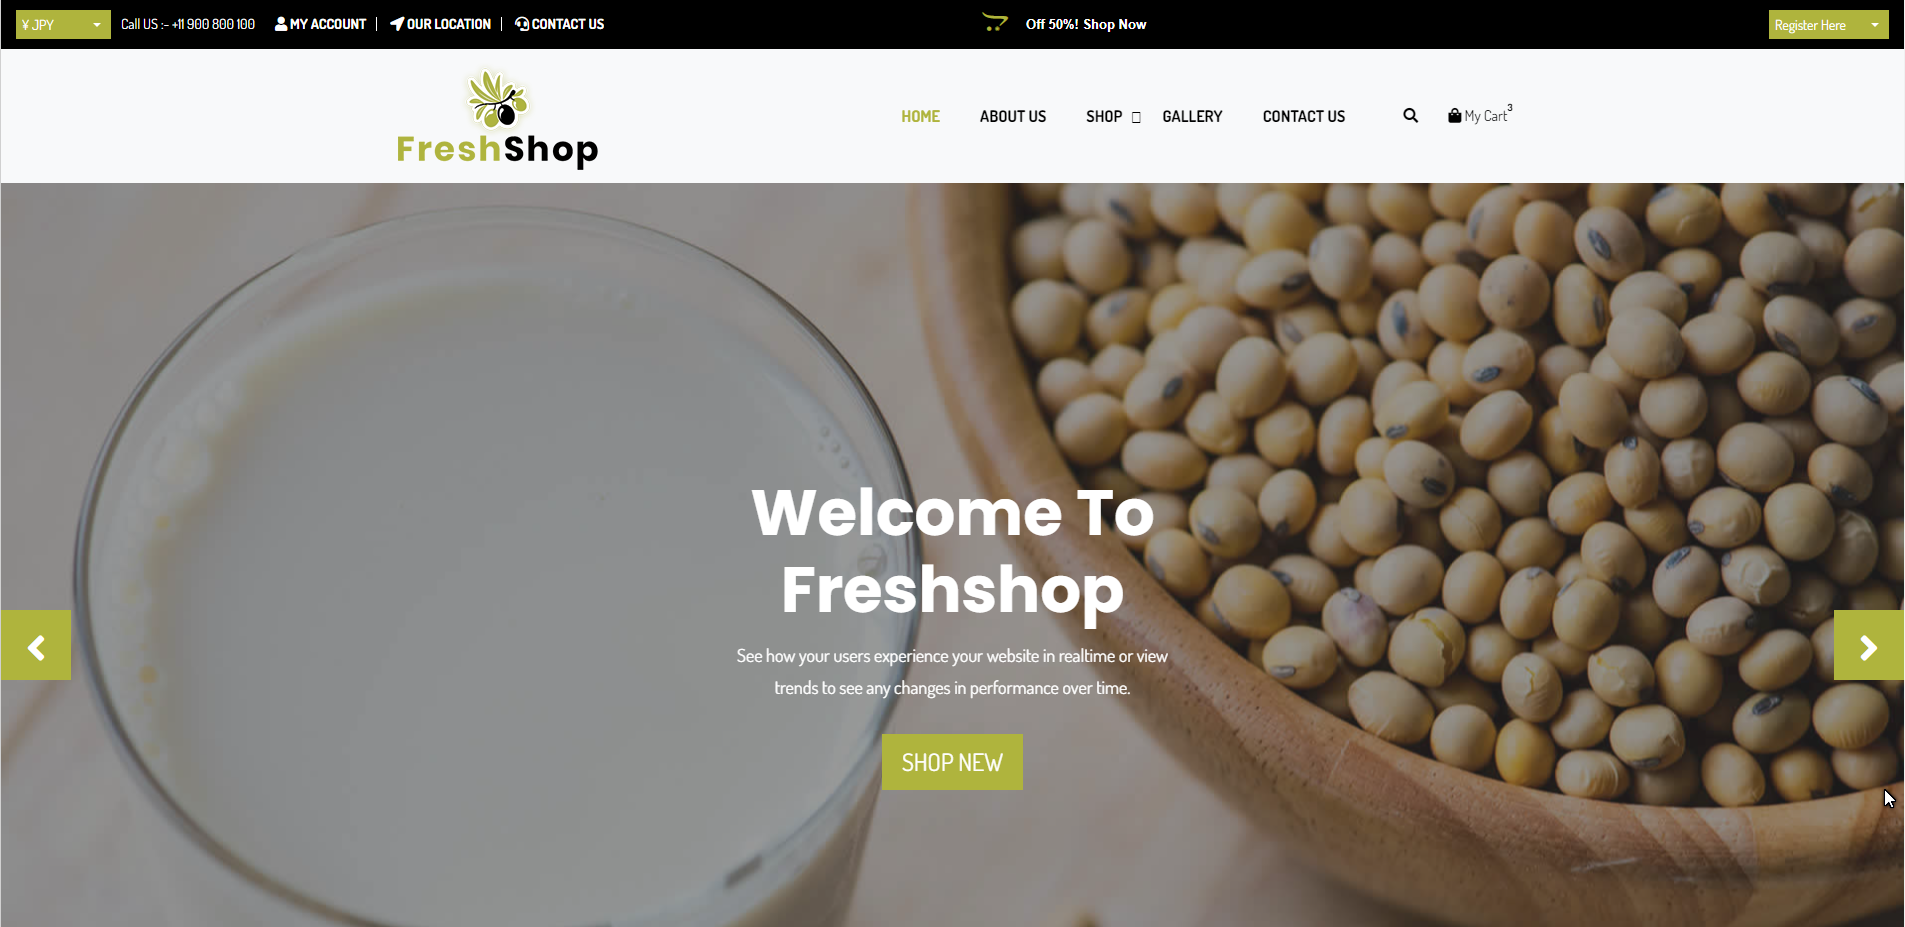 ¥ JPY
Call US :- +11 900 800 100
MY ACCOUNT
OUR LOCATION
CONTACT US
Off 50%! Shop Now
Register Here
FreshShop
HOME
ABOUT US
SHOP
GALLERY
CONTACT US
My Cart 3
Welcome To
Freshshop
See how your users experience your website in realtime or view
trends to see any changes in performance over time.
SHOP NEW